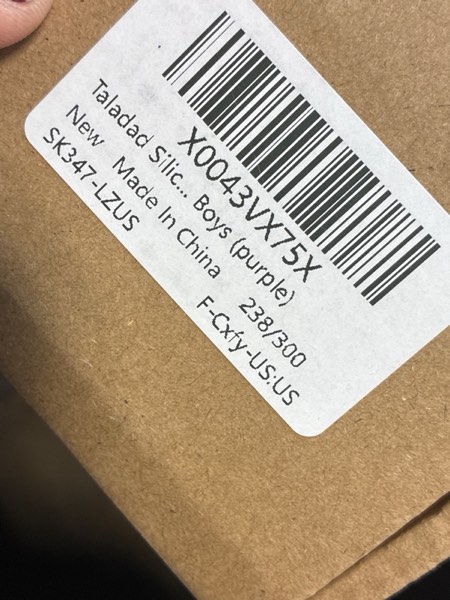 X0043VX75X
Taladad Silic... Boys (purple)
New Made In China 238/300
SK347-LZUS F-Cxfy-US:US